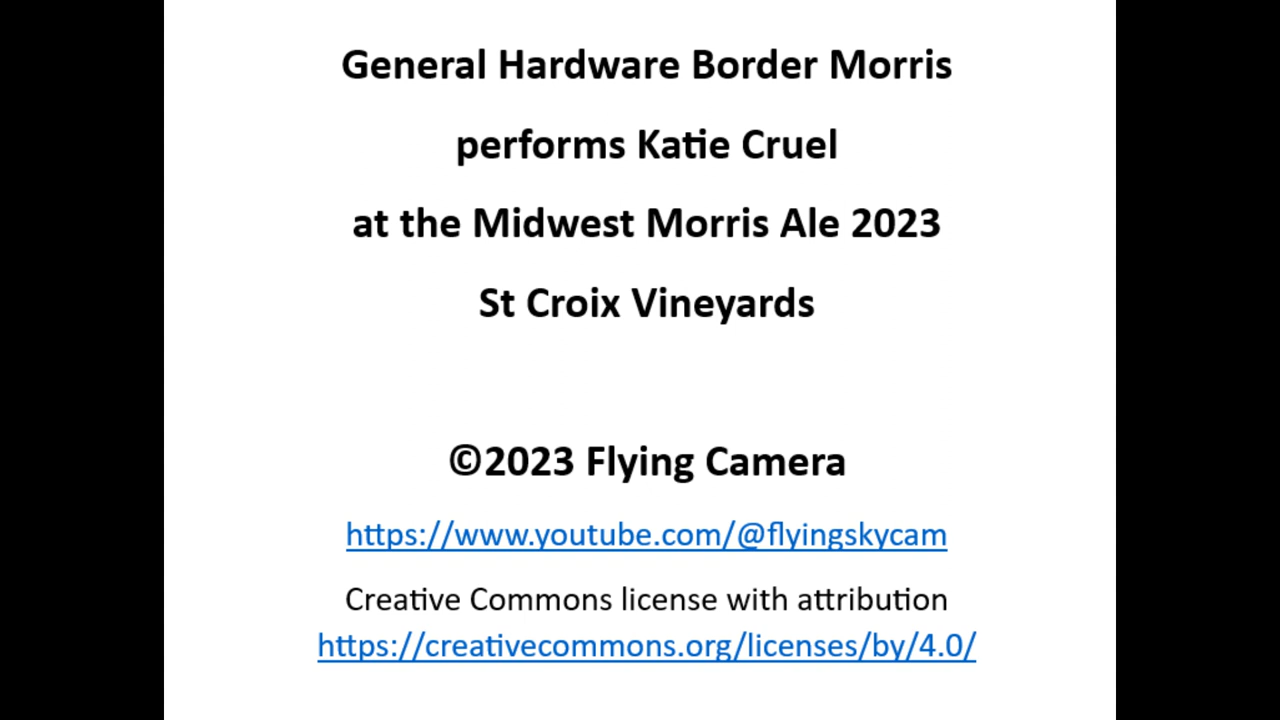 General Hardware Border Morris
performs Katie Cruel
at the Midwest Morris Ale 2023
St Croix Vineyards
©2023 Flying Camera
https://www.youtube.com/@flyingskycam
Creative Commons license with attribution
https://creativecommons.org/licenses/by/4.0/